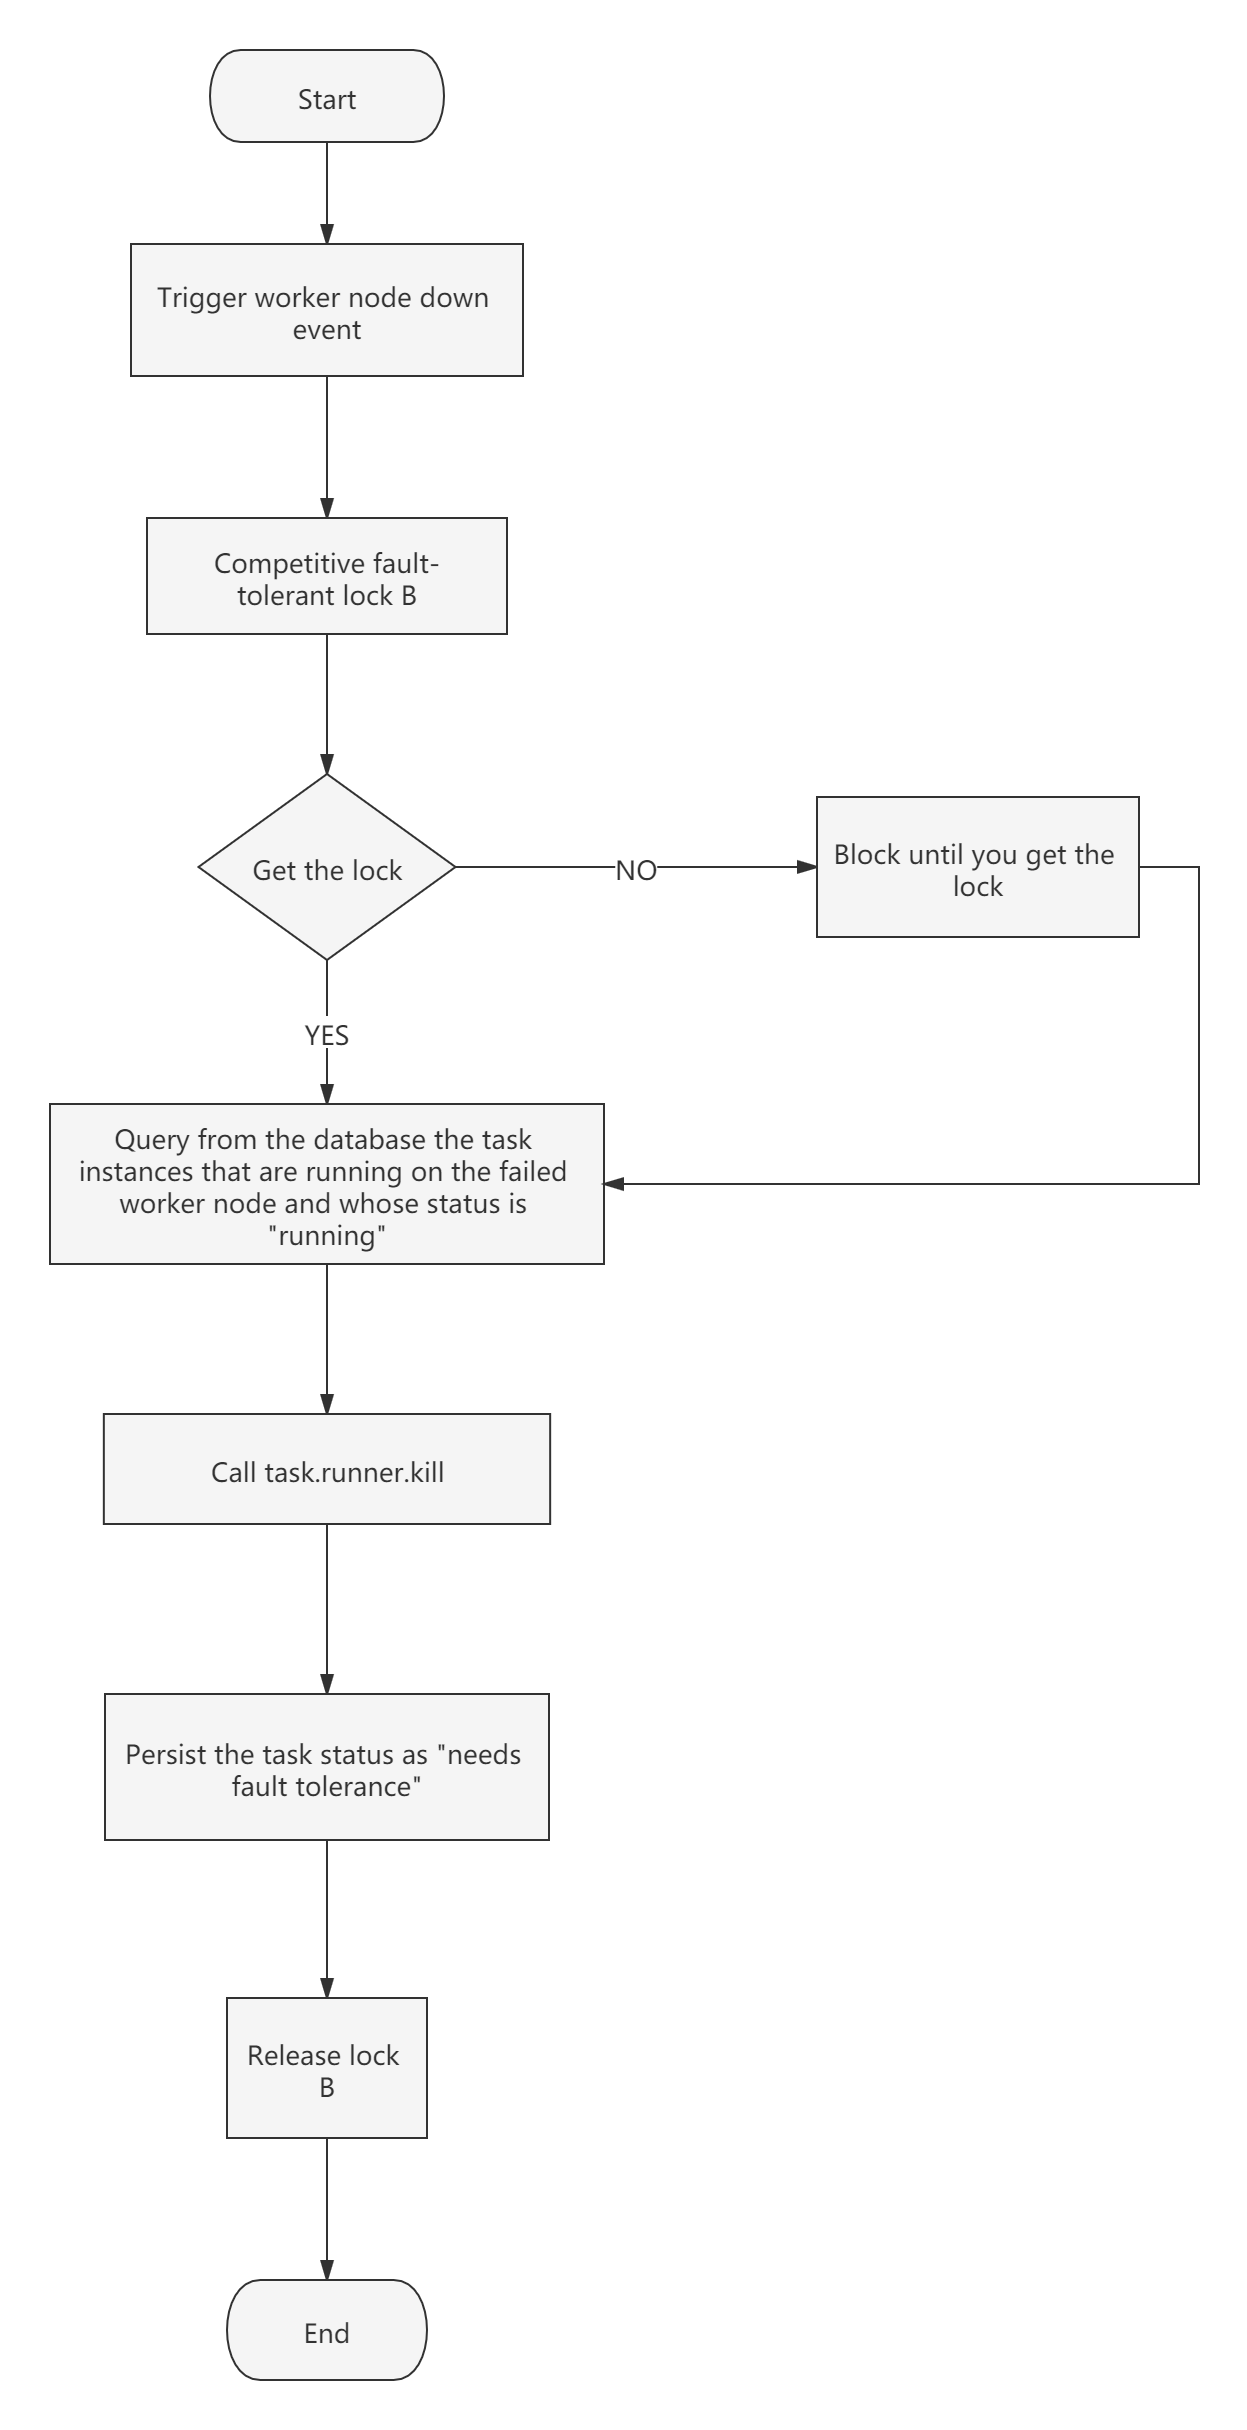 Start
Trigger worker node down
event
Competitive fault-
tolerant lock B
Get the lock
NO
Block until you get the
lock
YES
Query from the database the task
instances that are running on the failed
worker node and whose status is
"running"
Call task.runner.kill
Persist the task status as "needs
fault tolerance"
Release lock
B
End